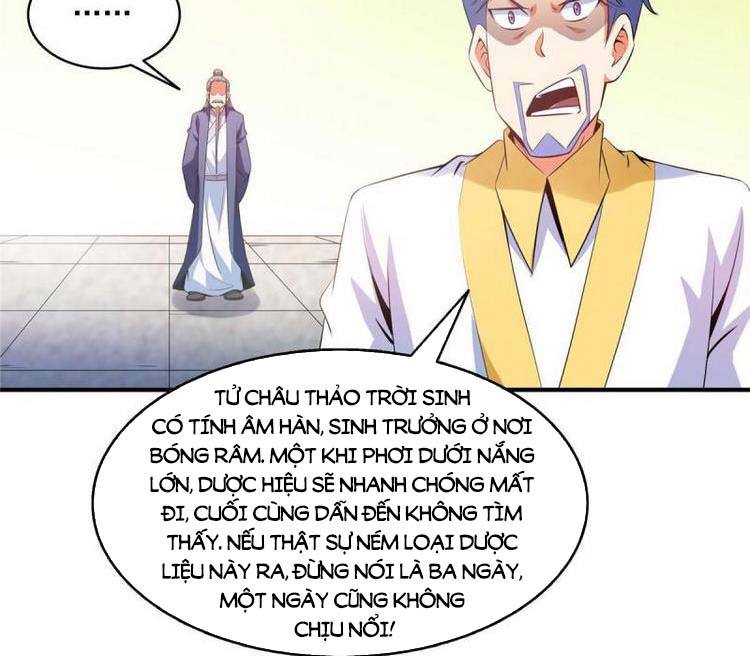 ......
TỬ CHÂU THẢO TRỜI SINH
CÓ TÍNH ÂM HÀN, SINH TRƯỞNG Ở NƠI
BÓNG RÂM. MỘT KHI PHƠI DƯỚI NẮNG
LỚN, DƯỢC HIỆU SẼ NHANH CHÓNG MẤT
ĐI, CUỐI CÙNG DẪN ĐẾN KHÔNG TÌM
THẤY. NẾU THẬT SỰ NÉM LOẠI DƯỢC
LIỆU NÀY RA, ĐỪNG NÓI LÀ BA NGÀY,
MỘT NGÀY CŨNG KHÔNG
CHỊU NỔI!